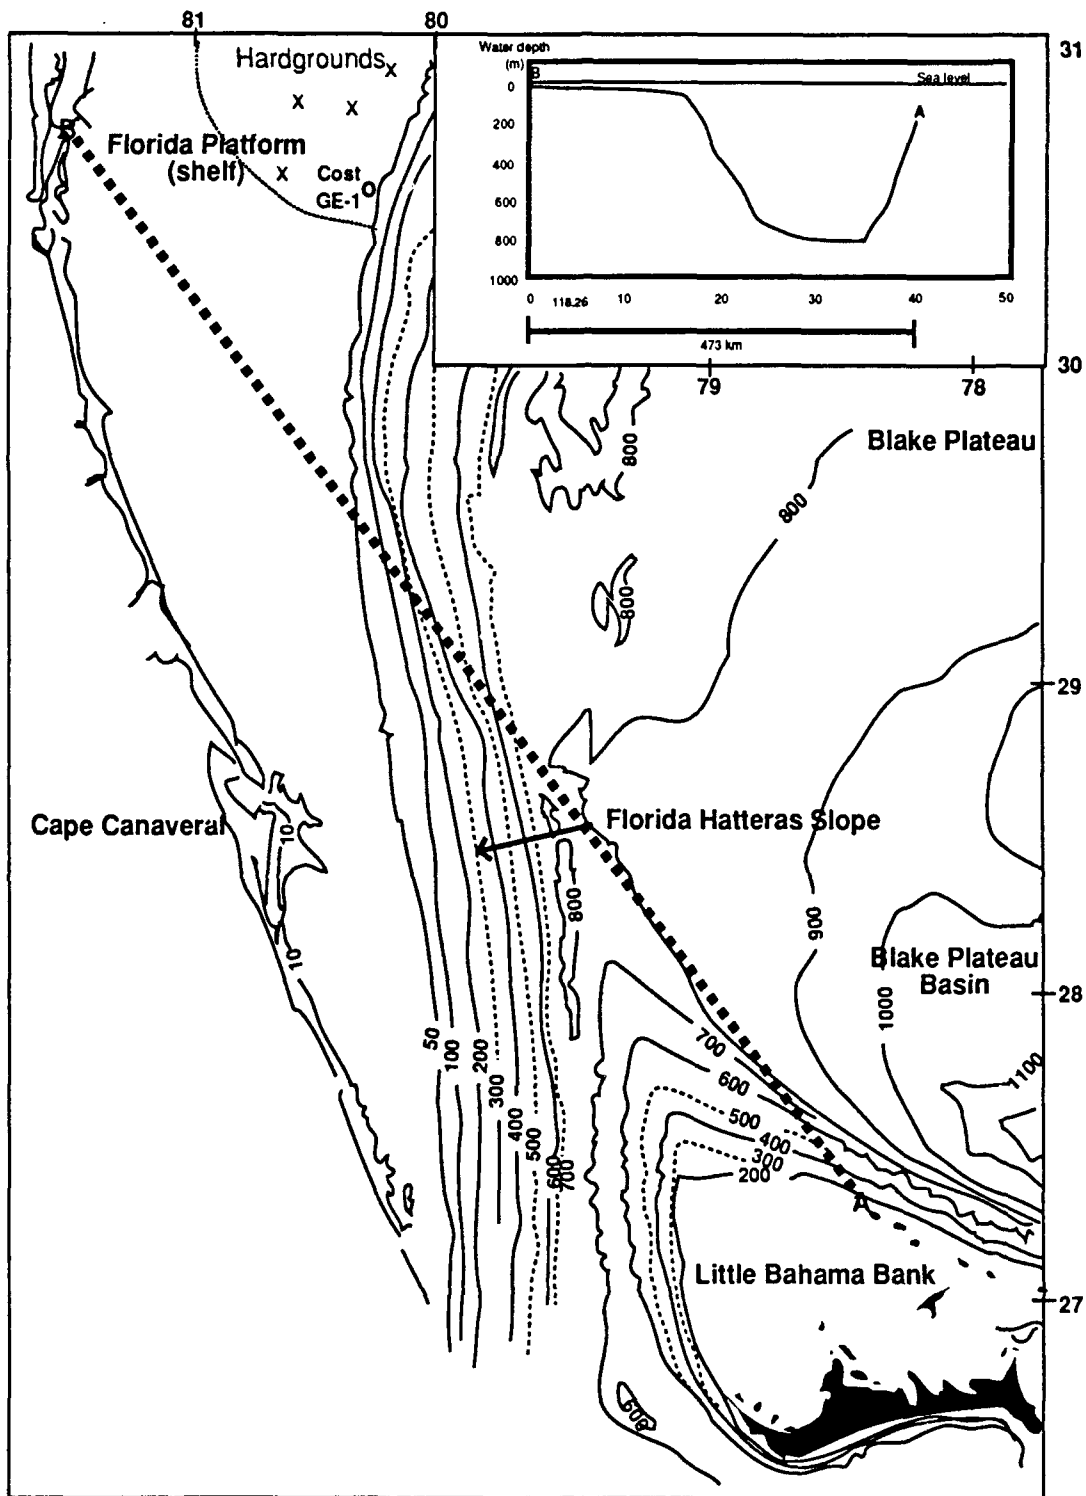 81
80
31
Hardgrounds
X
X
X
X
B
Florida Platform
(shelf)
Cost
GE-1
O
Water depth
(m)
B
Sea level
A
0
200
400
600
800
1000
0
118.26
10
20
30
40
50
473 km
30
79
78
800
800
Blake Plateau
800
29
Cape Canaveral
10
10
Florida Hatteras Slope
800
900
Blake Plateau
Basin
1000
28
1100
50
100
200
300
400
500
600
700
700
600
500
400
300
200
A
Little Bahama Bank
27
600